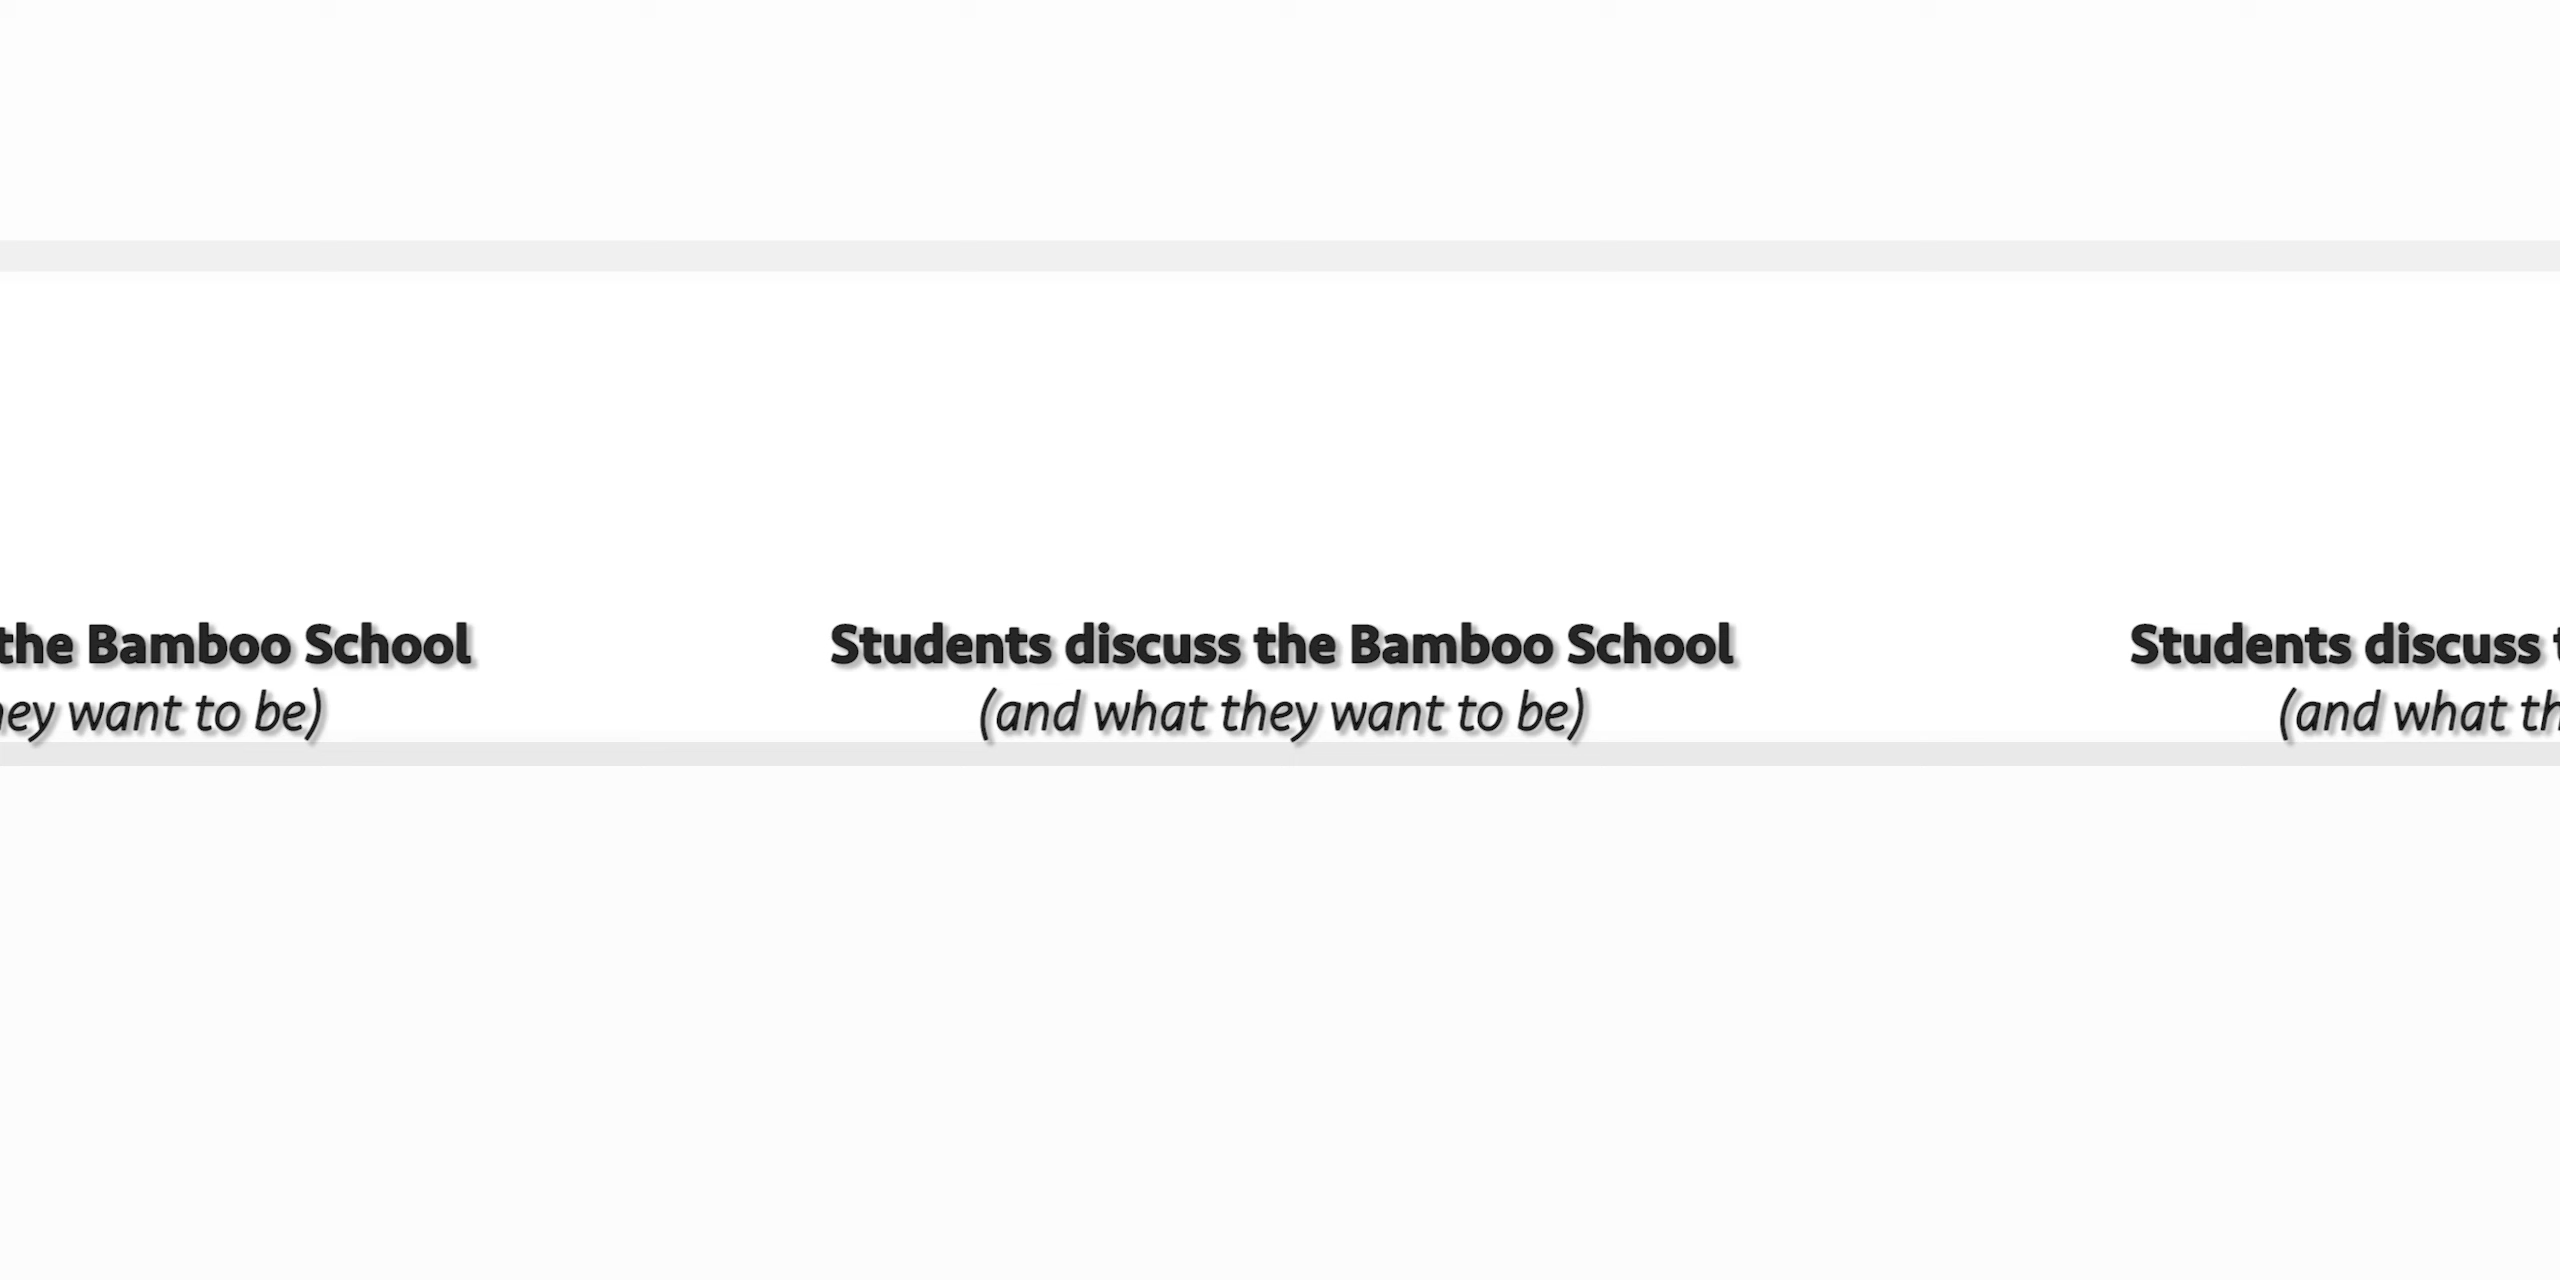 the Bamboo School
ey want to be)
Students discuss the Bamboo School
(and what they want to be)
Students discuss
(and what th